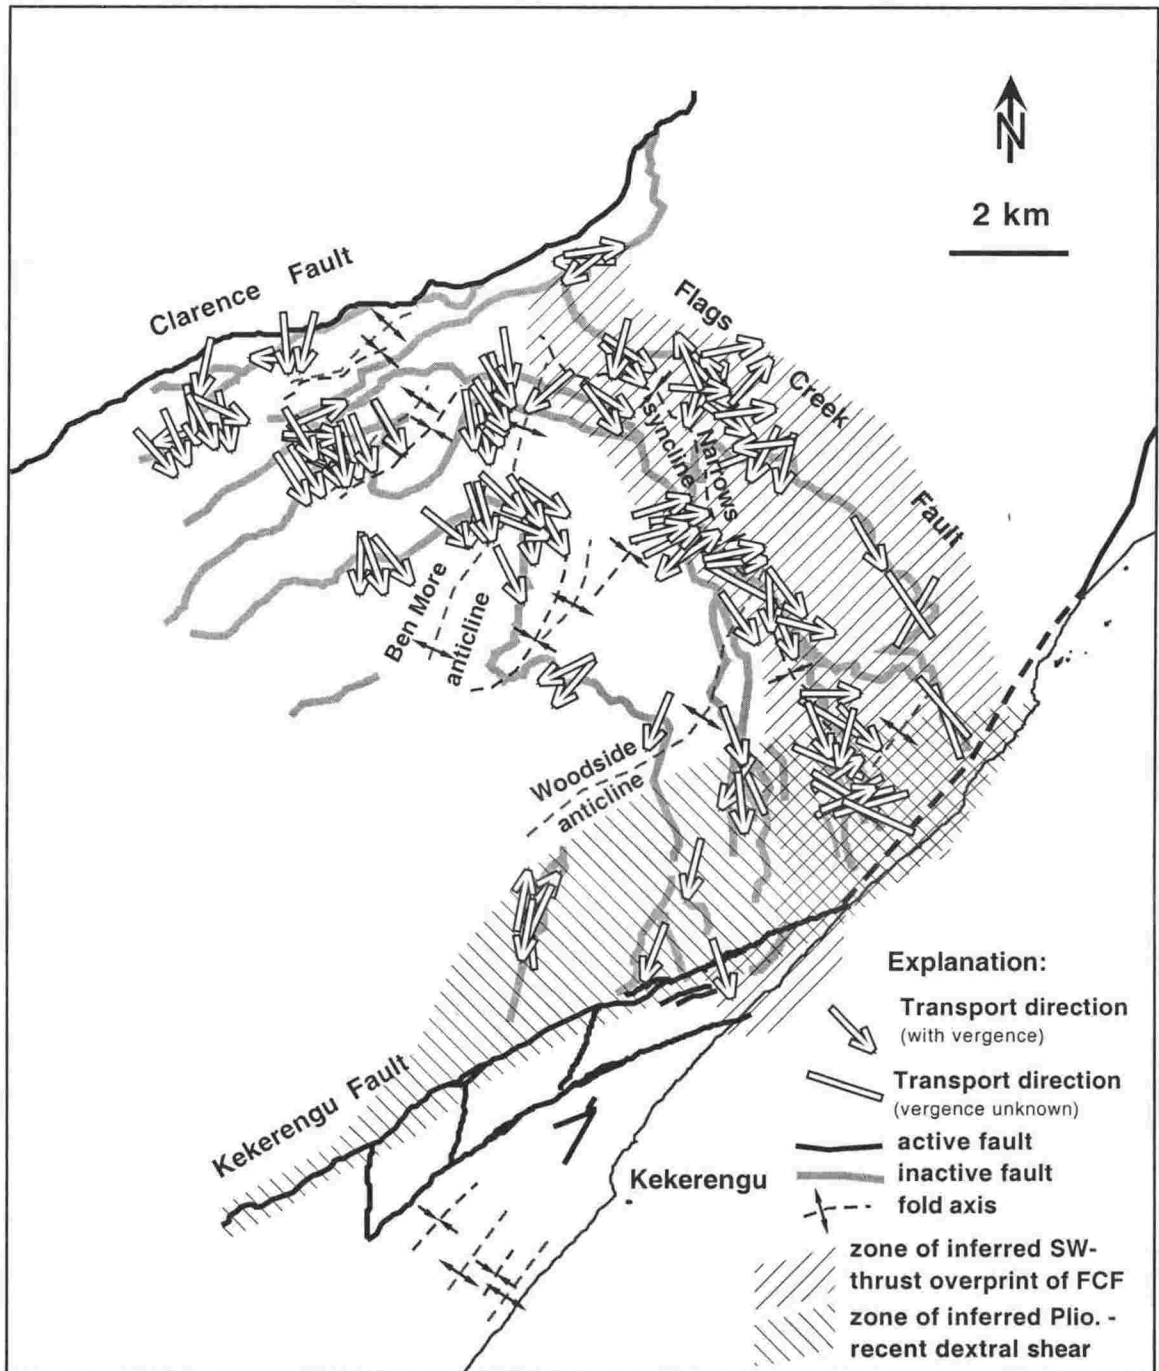 N
2 km
Clarence Fault
Flags Creek Fault
syncline
Narrows
Ben More
anticline
Woodside
anticline
Kekerengu Fault
Kekerengu
Explanation:
Transport direction
(with vergence)
Transport direction
(vergence unknown)
active fault
inactive fault
fold axis
zone of inferred SW-
thrust overprint of FCF
zone of inferred Plio. -
recent dextral shear